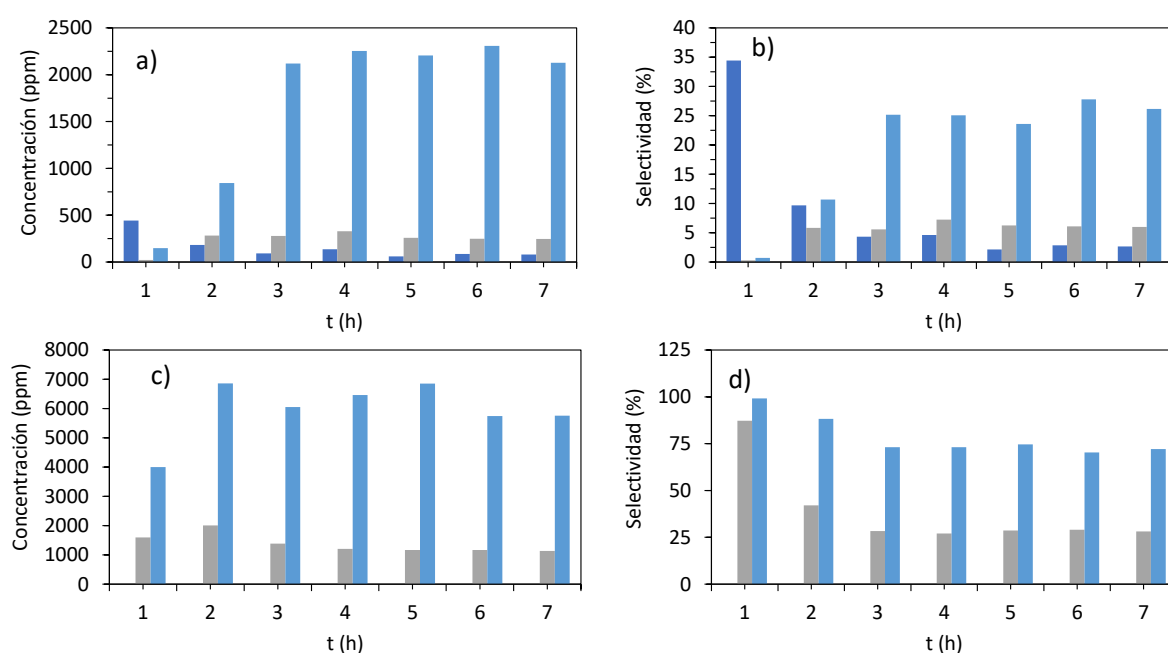 a)
Concentración (ppm)
2500
2000
1500
1000
500
0
1 2 3 4 5 6 7
t (h)
b)
Selectividad (%)
40
35
30
25
20
15
10
5
0
1 2 3 4 5 6 7
t (h)
c)
Concentración (ppm)
8000
7000
6000
5000
4000
3000
2000
1000
0
1 2 3 4 5 6 7
t (h)
d)
Selectividad (%)
125
100
75
50
25
0
1 2 3 4 5 6 7
t (h)